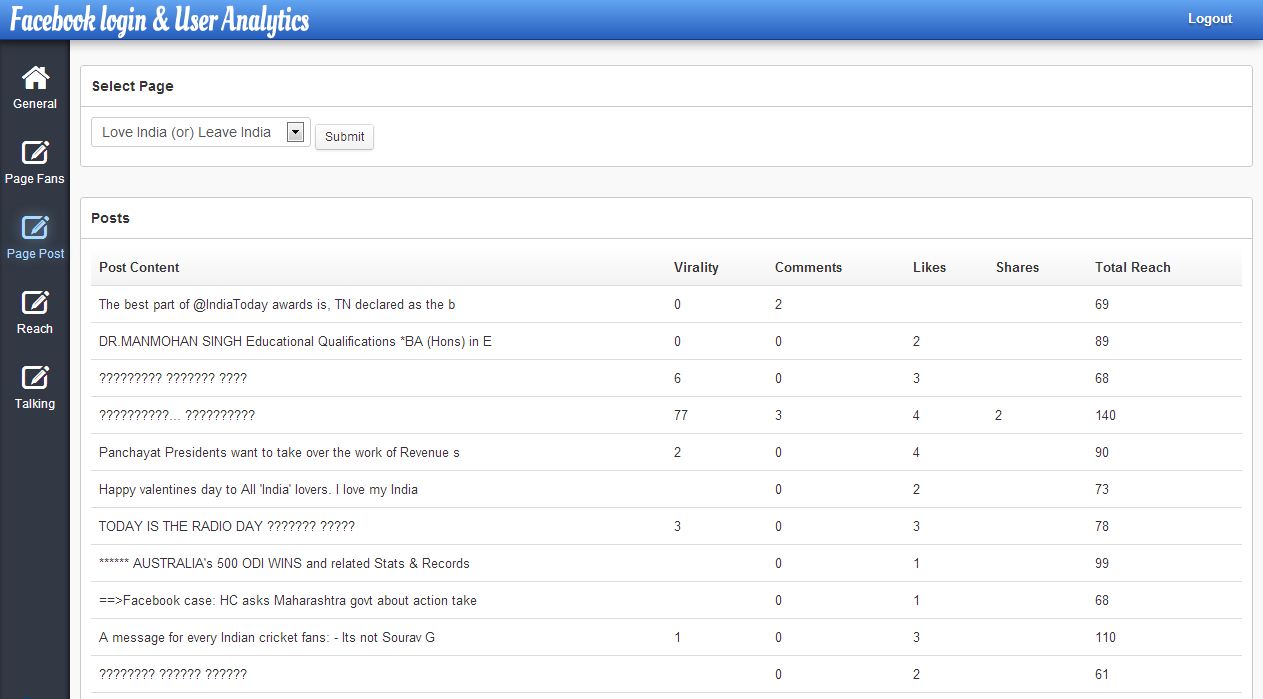 Facebook login & User Analytics
Logout
General
Page Fans
Page Post
Reach
Talking
Select Page
Love India (or) Leave India
Submit
Posts
Post Content Virality Comments Likes Shares Total Reach
The best part of @IndiaToday awards is, TN declared as the b 0 2 69
DR.MANMOHAN SINGH Educational Qualifications *BA (Hons) in E 0 0 2 89
????????? ??????? ???? 6 0 3 68
??????????... ?????????? 77 3 4 2 140
Panchayat Presidents want to take over the work of Revenue s 2 0 4 90
Happy valentines day to All 'India' lovers. I love my India 0 2 73
TODAY IS THE RADIO DAY ??????? ????? 3 0 3 78
****** AUSTRALIA's 500 ODI WINS and related Stats & Records 0 1 99
==>Facebook case: HC asks Maharashtra govt about action take 0 1 68
A message for every Indian cricket fans: - Its not Sourav G 1 0 3 110
???????? ?????? ?????? 0 2 61